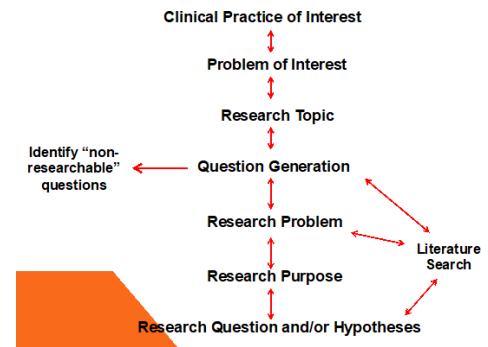 Clinical Practice of Interest
Problem of Interest
Research Topic
Identify “non-
researchable”
questions
Question Generation
Research Problem
Literature
Search
Research Purpose
Research Question and/or Hypotheses